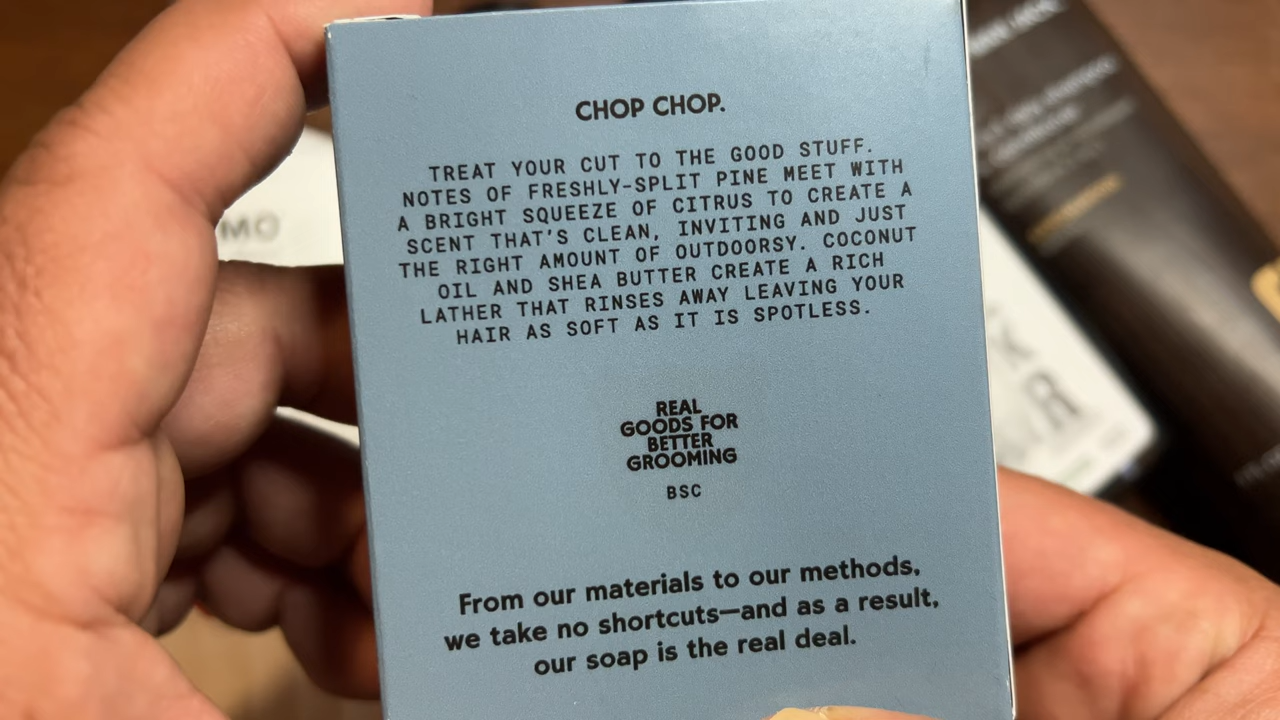 CHOP CHOP.
TREAT YOUR CUT TO THE GOOD STUFF.
NOTES OF FRESHLY-SPLIT PINE MEET WITH
A BRIGHT SQUEEZE OF CITRUS TO CREATE A
SCENT THAT'S CLEAN, INVITING AND JUST
THE RIGHT AMOUNT OF OUTDOORSY. COCONUT
OIL AND SHEA BUTTER CREATE A RICH
LATHER THAT RINSES AWAY LEAVING YOUR
HAIR AS SOFT AS IT IS SPOTLESS.
REAL
GOODS FOR
BETTER
GROOMING
BSC
From our materials to our methods,
we take no shortcuts—and as a result,
our soap is the real deal.
MO